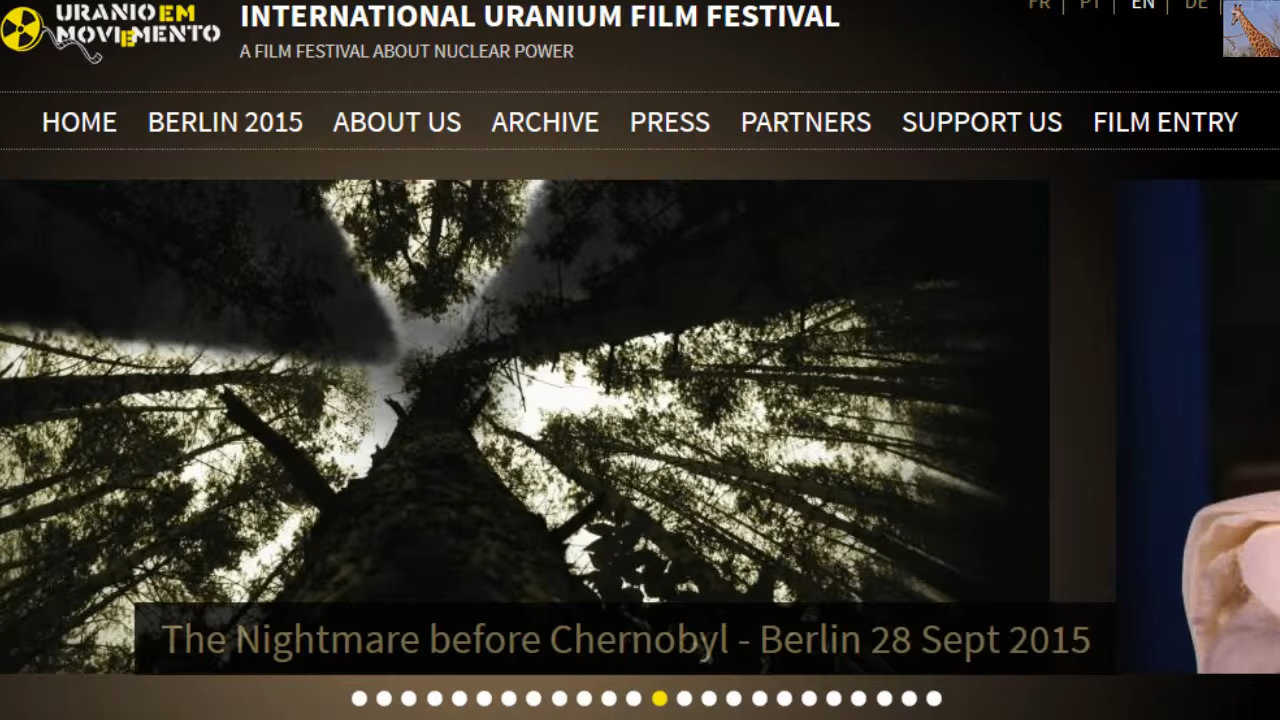 URANIO EM
MOVIEMENTO
INTERNATIONAL URANIUM FILM FESTIVAL
A FILM FESTIVAL ABOUT NUCLEAR POWER
FR | PT | EN | DE |
HOME BERLIN 2015 ABOUT US ARCHIVE PRESS PARTNERS SUPPORT US FILM ENTRY
The Nightmare before Chernobyl - Berlin 28 Sept 2015